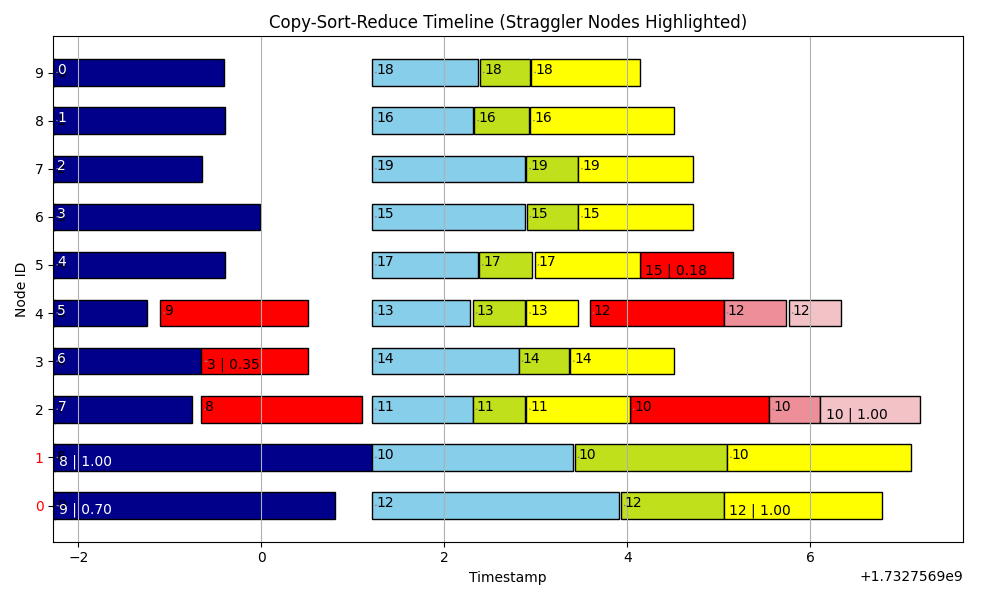 Copy-Sort-Reduce Timeline (Straggler Nodes Highlighted)
Node ID
9 0 18 18 18
8 1 16 16 16
7 2 19 19 19
6 3 15 15 15
5 4 17 17 17 15 | 0.18
4 5 9 13 13 13 12 12 12
3 6 3 | 0.35 14 14 14
2 7 8 11 11 11 10 10 10 | 1.00
1 8 | 1.00 10 10 10
0 9 | 0.70 12 12 12 | 1.00
−2 0 2 4 6
Timestamp
+1.7327569e9